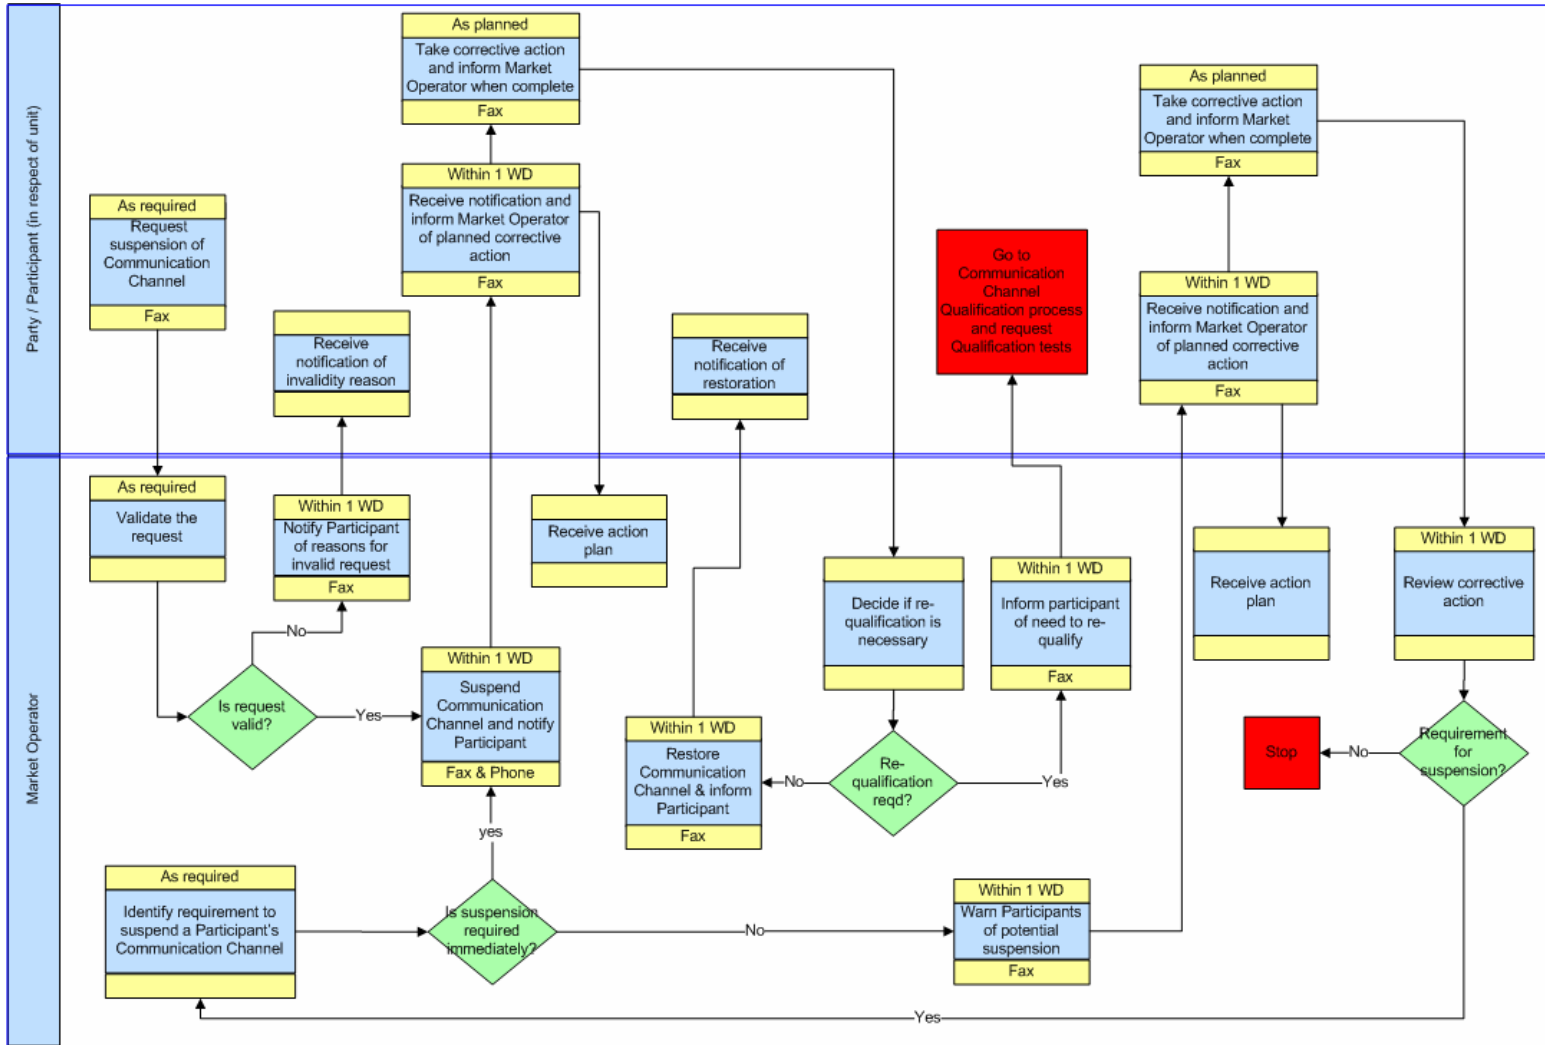 Party / Participant (in respect of unit)
As required
Request
suspension of
Communication
Channel
Fax
Receive
notification of
invalidity reason
As planned
Take corrective action
and inform Market
Operator when complete
Fax
Within 1 WD
Receive notification and
inform Market Operator
of planned corrective
action
Fax
Receive
notification of
restoration
Go to
Communication
Channel
Qualification process
and request
Qualification tests
As planned
Take corrective action
and inform Market
Operator when complete
Fax
Within 1 WD
Receive notification and
inform Market Operator
of planned corrective
action
Fax
Market Operator
As required
Validate the
request
Within 1 WD
Notify Participant
of reasons for
invalid request
Fax
No
Is request
valid?
Yes
Within 1 WD
Suspend
Communication
Channel and notify
Participant
Fax & Phone
yes
Receive action
plan
Decide if re-
qualification is
necessary
Within 1 WD
Inform participant
of need to re-
qualify
Fax
Within 1 WD
Restore
Communication
Channel & inform
Participant
Fax
No
Re-
qualification
reqd?
Yes
Receive action
plan
Within 1 WD
Review corrective
action
Stop
No
Requirement
for
suspension?
As required
Identify requirement to
suspend a Participant's
Communication Channel
Is suspension
required
immediately?
No
Within 1 WD
Warn Participants
of potential
suspension
Fax
Yes